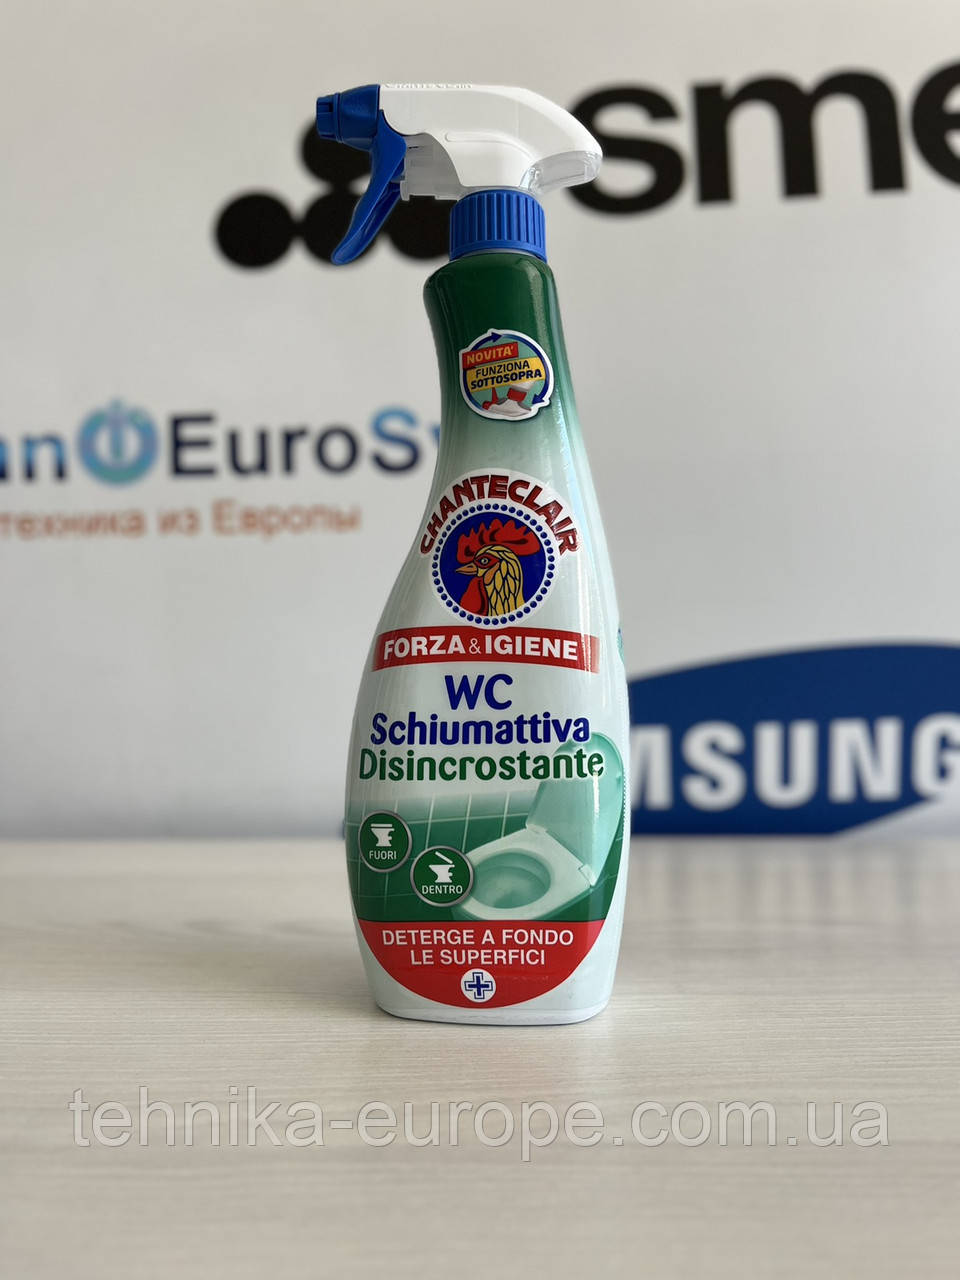 sme
an EuroS
техника из Европы
NOVITA'
FUNZIONA
SOTTOSOPRA
CHANTECLAIR
FORZA & IGIENE
WC
Schiumattiva
Disincrostante
FUORI
DENTRO
MSUNG
DETERGE A FONDO
LE SUPERFICI
tehnika-europe.com.ua